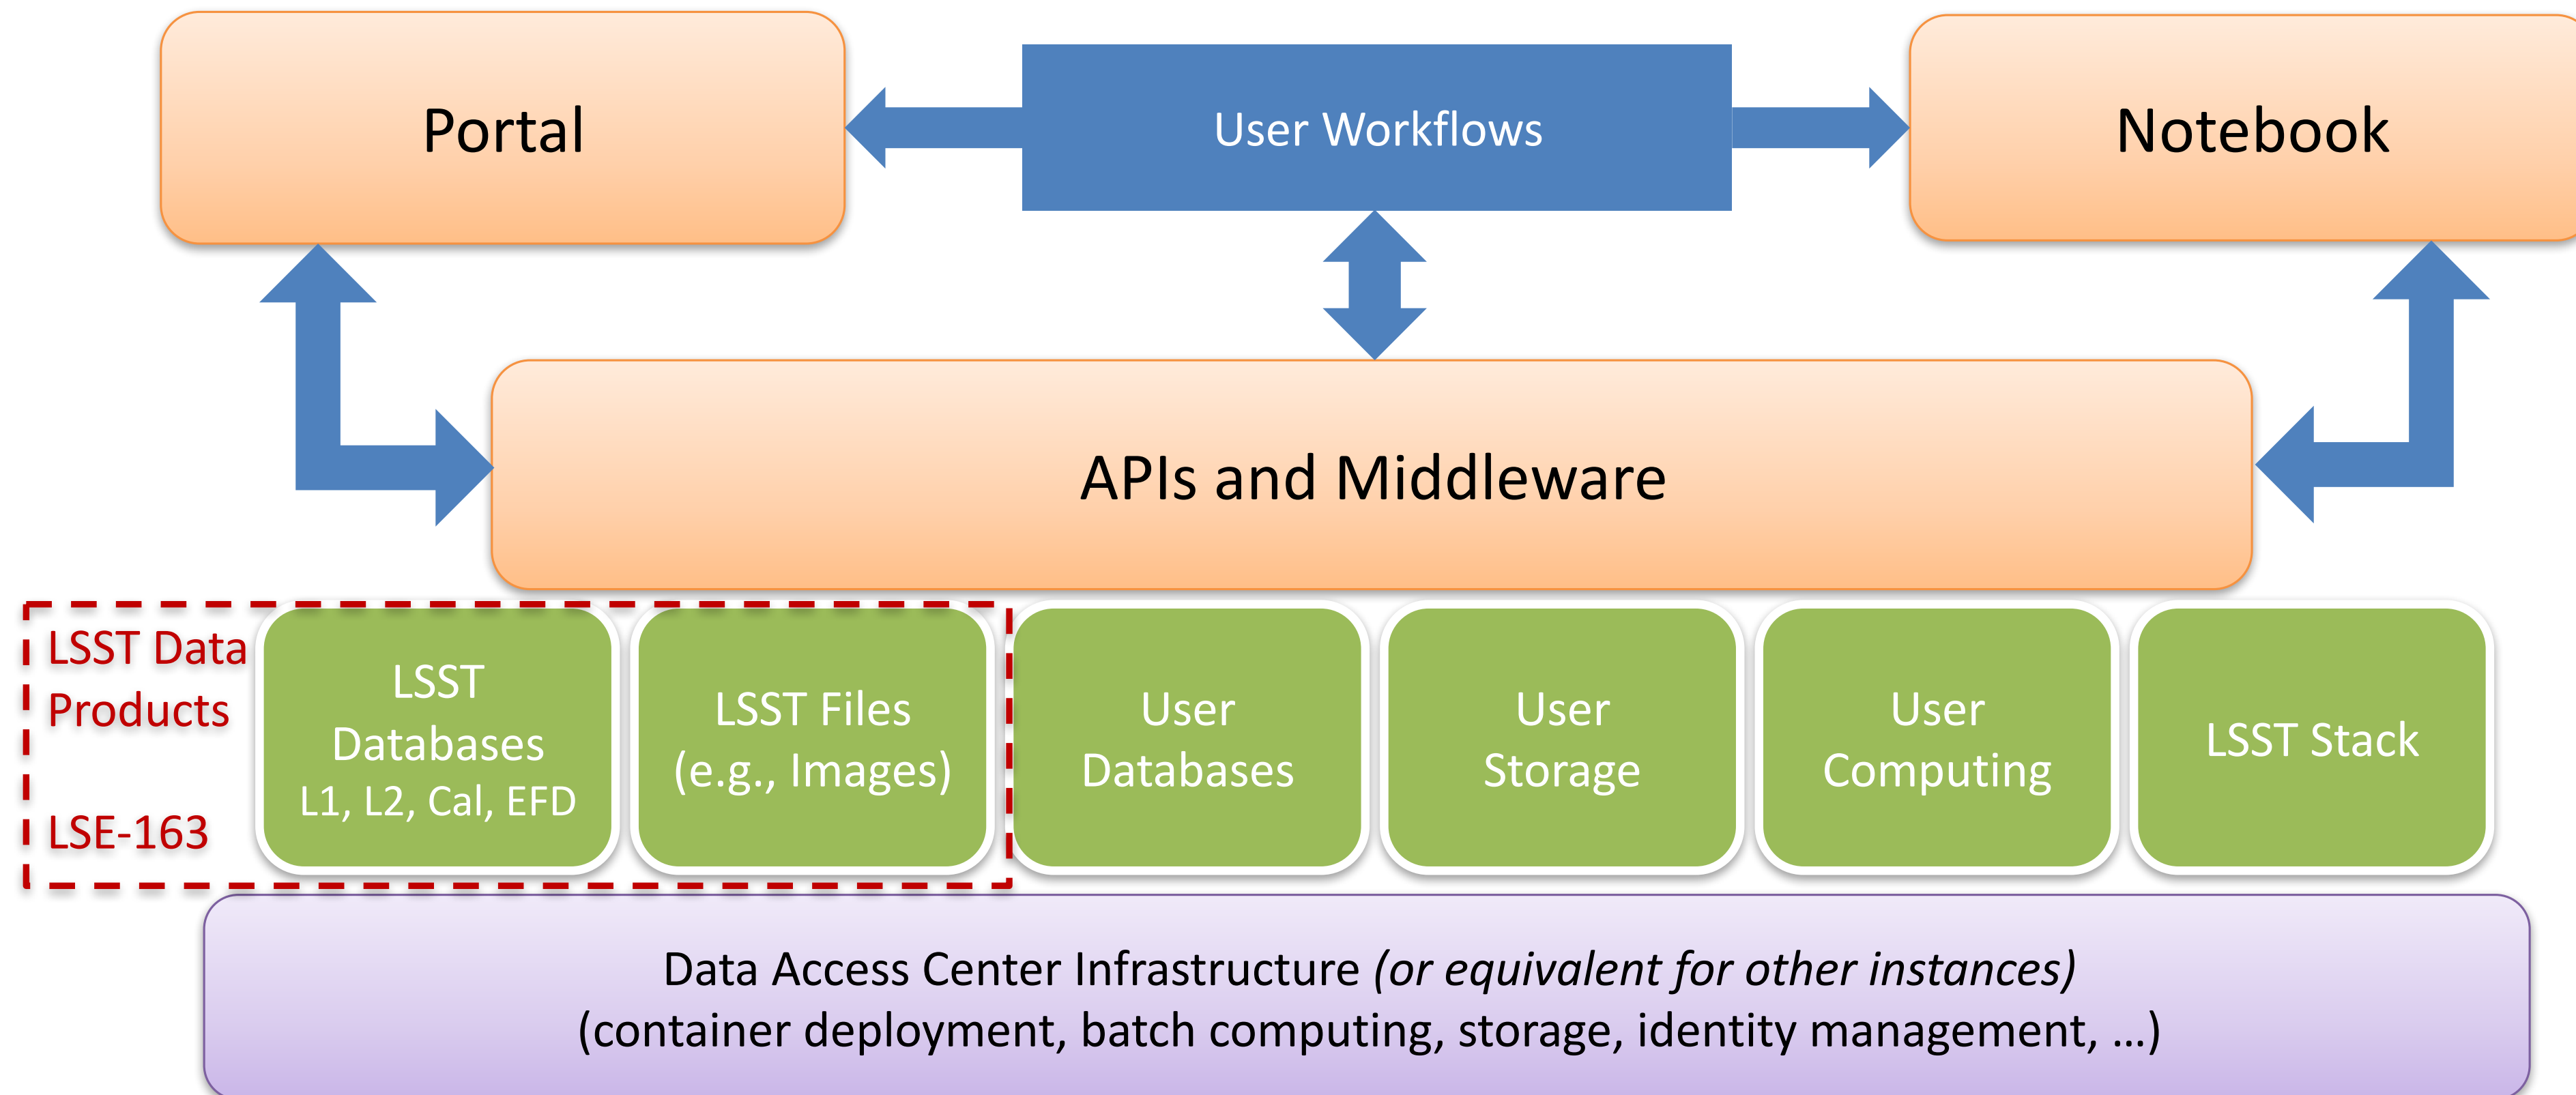 Portal
User Workflows
Notebook
APIs and Middleware
LSST Data
Products
LSE-163
LSST
Databases
L1, L2, Cal, EFD
LSST Files
(e.g., Images)
User
Databases
User
Storage
User
Computing
LSST Stack
Data Access Center Infrastructure (or equivalent for other instances)
(container deployment, batch computing, storage, identity management, …)